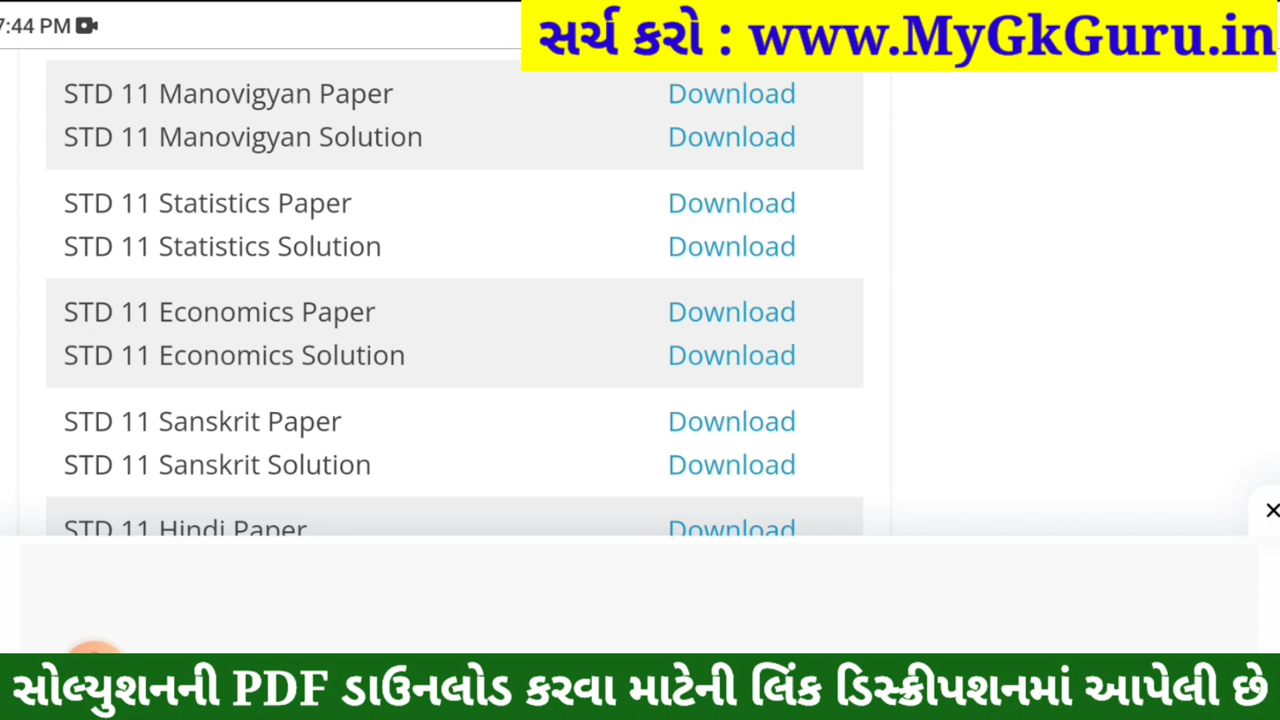 7:44 PM
સર્ચ કરો : www.MyGkGuru.in
STD 11 Manovigyan Paper Download
STD 11 Manovigyan Solution Download
STD 11 Statistics Paper Download
STD 11 Statistics Solution Download
STD 11 Economics Paper Download
STD 11 Economics Solution Download
STD 11 Sanskrit Paper Download
STD 11 Sanskrit Solution Download
STD 11 Hindi Paper Download
સોલ્યુશનની PDF ડાઉનલોડ કરવા માટેની લિંક ડિસ્ક્રીપશનમાં આપેલી છે